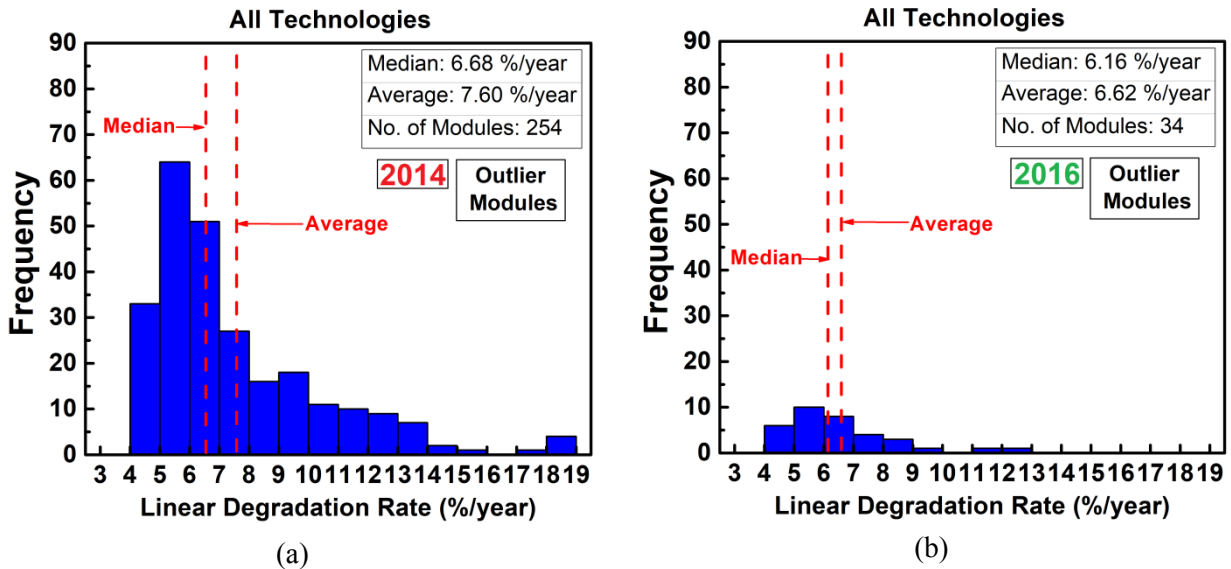 All Technologies
90
80
70
60
50
40
30
20
10
0
Frequency
Median: 6.68 %/year
Average: 7.60 %/year
No. of Modules: 254
2014
Outlier
Modules
Median
Average
3 4 5 6 7 8 9 10 11 12 13 14 15 16 17 18 19
Linear Degradation Rate (%/year)
(a)
All Technologies
90
80
70
60
50
40
30
20
10
0
Frequency
Median: 6.16 %/year
Average: 6.62 %/year
No. of Modules: 34
2016
Outlier
Modules
Average
Median
3 4 5 6 7 8 9 10 11 12 13 14 15 16 17 18 19
Linear Degradation Rate (%/year)
(b)